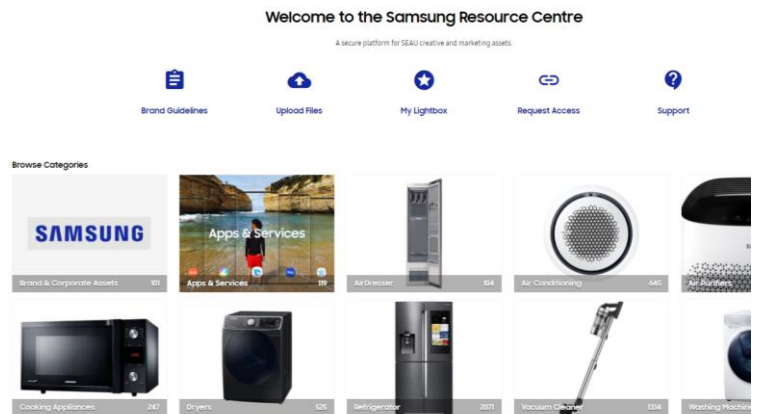 Welcome to the Samsung Resource Centre
A secure platform for SEAU creative and marketing assets.
Brand Guidelines
Upload Files
My Lightbox
Request Access
Support
Browse Categories
SAMSUNG
Apps & Services
Brand & Corporate Assets 101
Apps & Services 119
AirDresser 104
Air Conditioning 645
Air Purifiers
Cooking Appliances 247
Dryers 525
Refrigerator 2071
Vacuum Cleaner 1334
Washing Machine